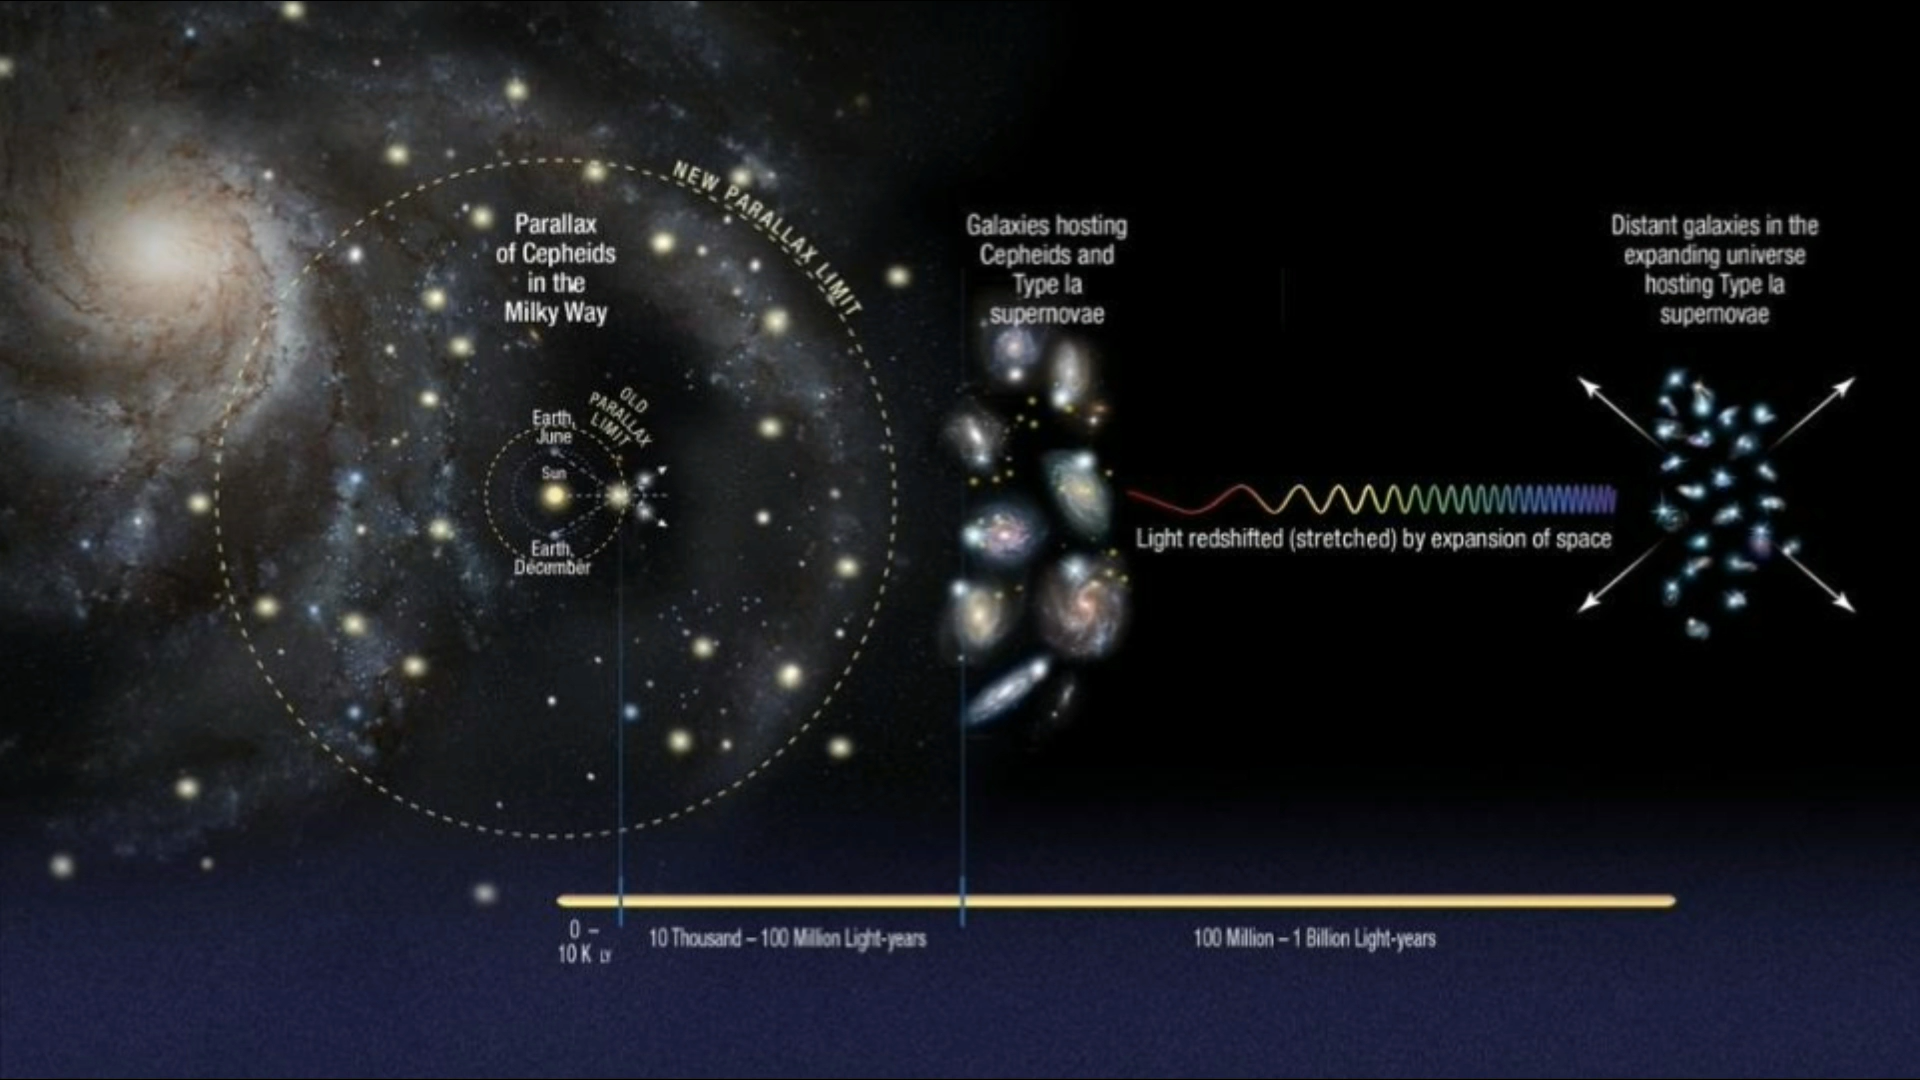 NEW PARALLAX LIMIT
Parallax
of Cepheids
in the
Milky Way
OLD
PARALLAX
LIMIT
Earth,
June
Sun
Earth,
December
Galaxies hosting
Cepheids and
Type Ia
supernovae
Light redshifted (stretched) by expansion of space
Distant galaxies in the
expanding universe
hosting Type Ia
supernovae
0 –
10 K LY
10 Thousand – 100 Million Light-years
100 Million – 1 Billion Light-years